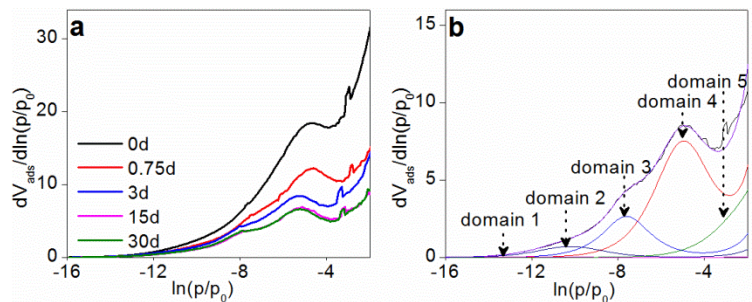 a
30
20
10
0
dV_ads/dln(p/p_0)
0d
0.75d
3d
15d
30d
-16
-12
-8
-4
ln(p/p_0)
b
15
10
5
0
dV_ads/dln(p/p_0)
domain 5
domain 4
domain 3
domain 2
domain 1
-16
-12
-8
-4
ln(p/p_0)